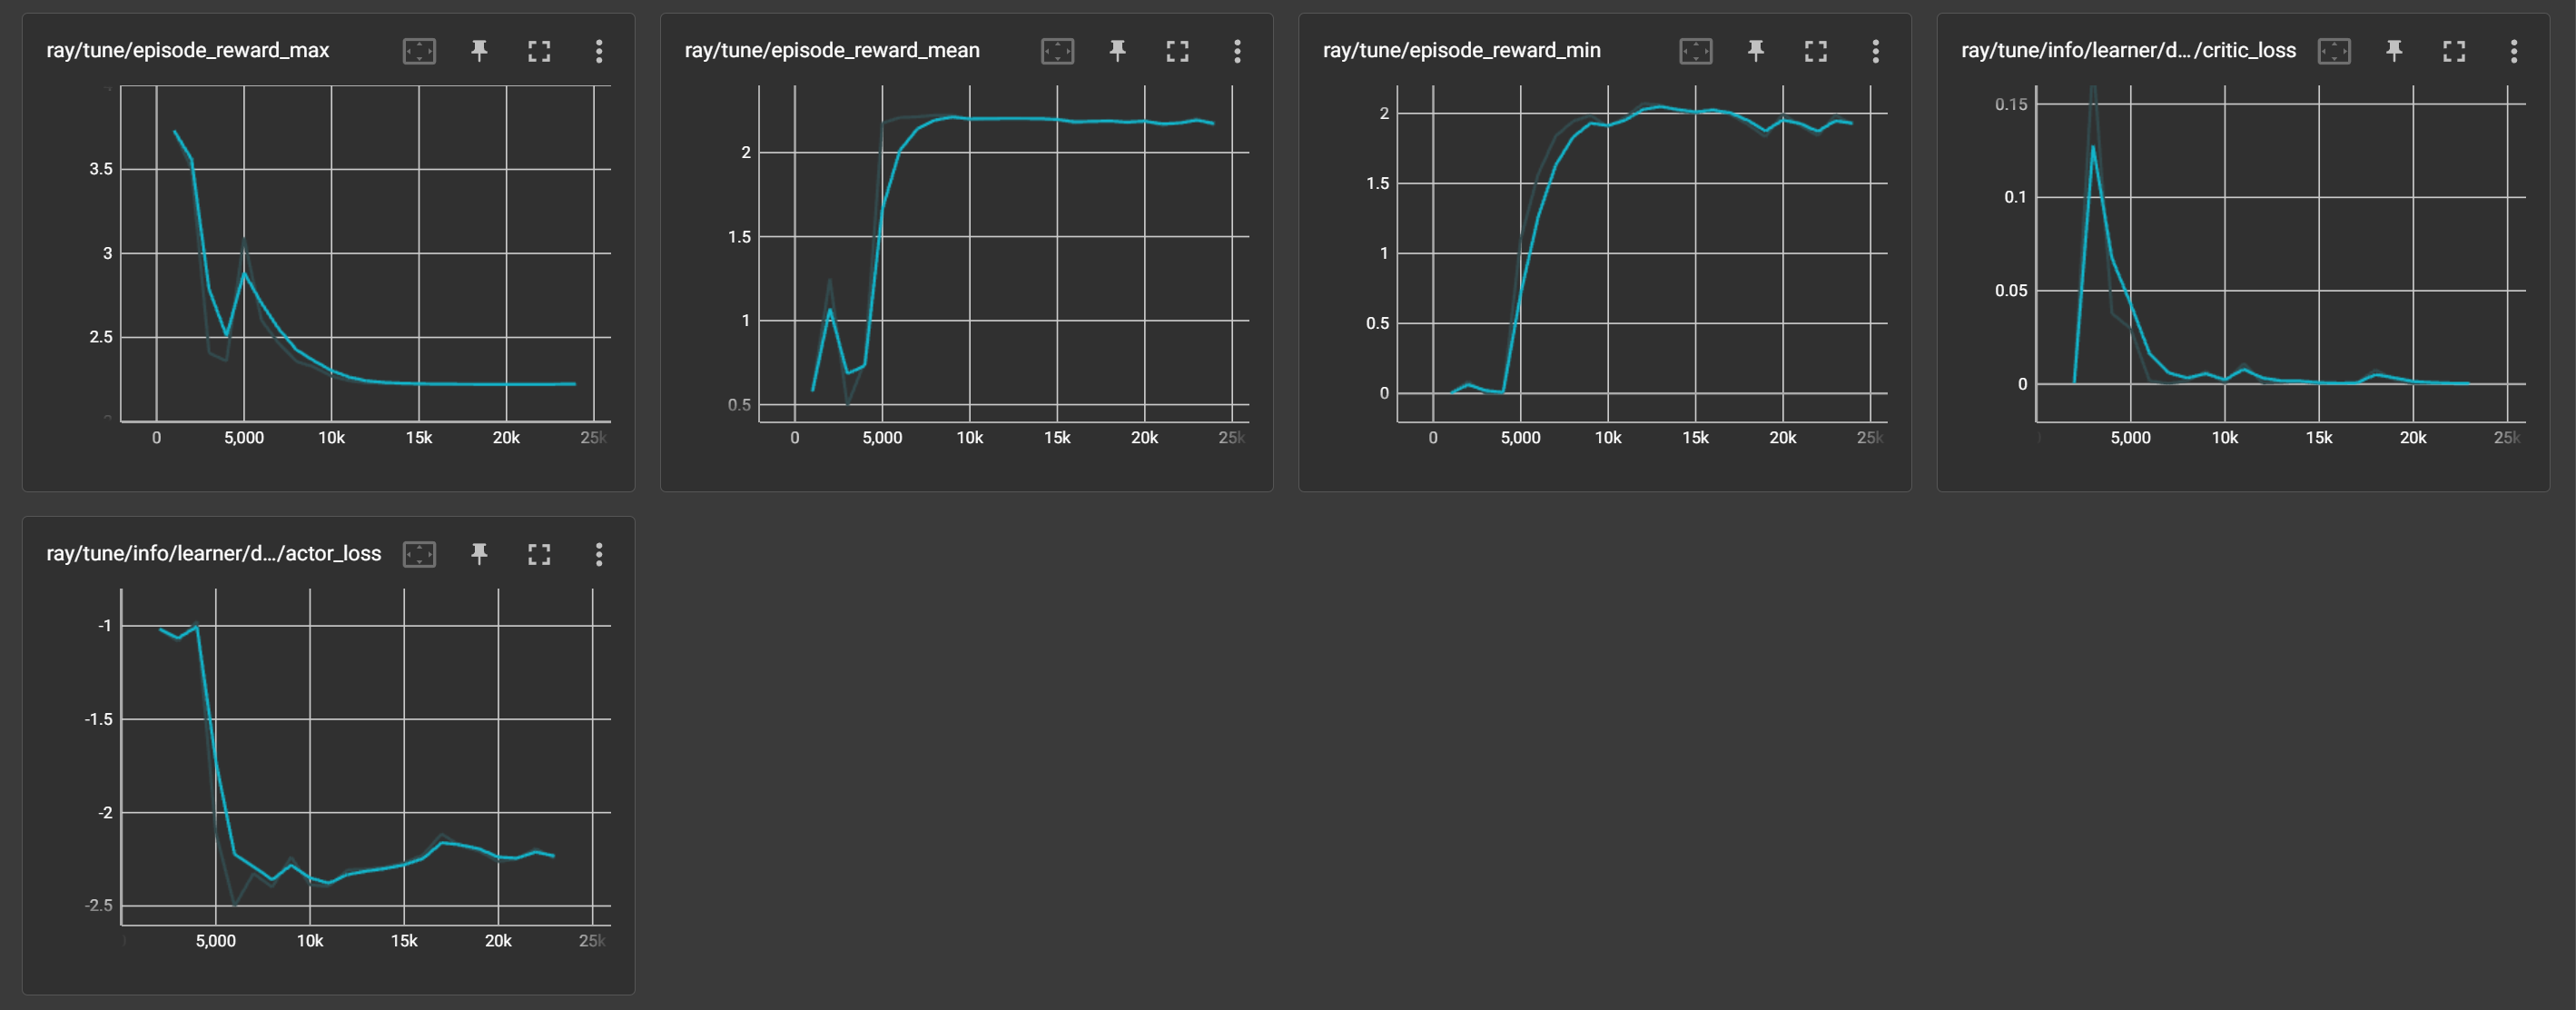 ray/tune/episode_reward_max
3.5
3
2.5
0 5,000 10k 15k 20k 25k
ray/tune/episode_reward_mean
2
1.5
1
0.5
0 5,000 10k 15k 20k 25k
ray/tune/episode_reward_min
2
1.5
1
0.5
0
0 5,000 10k 15k 20k 25k
ray/tune/info/learner/d.../critic_loss
0.15
0.1
0.05
0
5,000 10k 15k 20k 25k
ray/tune/info/learner/d.../actor_loss
-1
-1.5
-2
-2.5
5,000 10k 15k 20k 25k